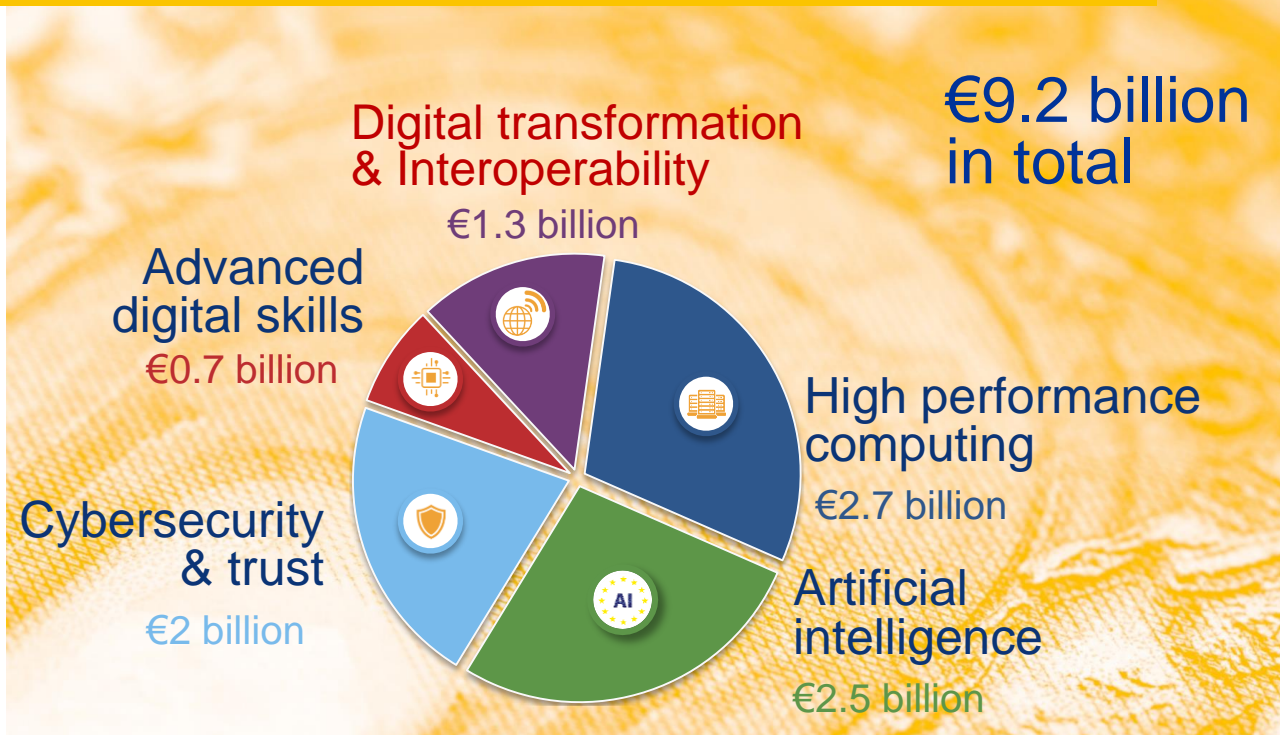 €9.2 billion
in total
Digital transformation
& Interoperability
€1.3 billion
Advanced
digital skills
€0.7 billion
High performance
computing
€2.7 billion
Cybersecurity
& trust
€2 billion
AI
Artificial
intelligence
€2.5 billion